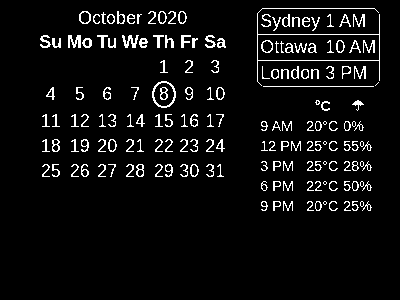 October 2020
Su Mo Tu We Th Fr Sa
1 2 3
4 5 6 7 8 9 10
11 12 13 14 15 16 17
18 19 20 21 22 23 24
25 26 27 28 29 30 31
Sydney 1 AM
Ottawa 10 AM
London 3 PM
°C ☂
9 AM 20°C 0%
12 PM 25°C 55%
3 PM 25°C 28%
6 PM 22°C 50%
9 PM 20°C 25%